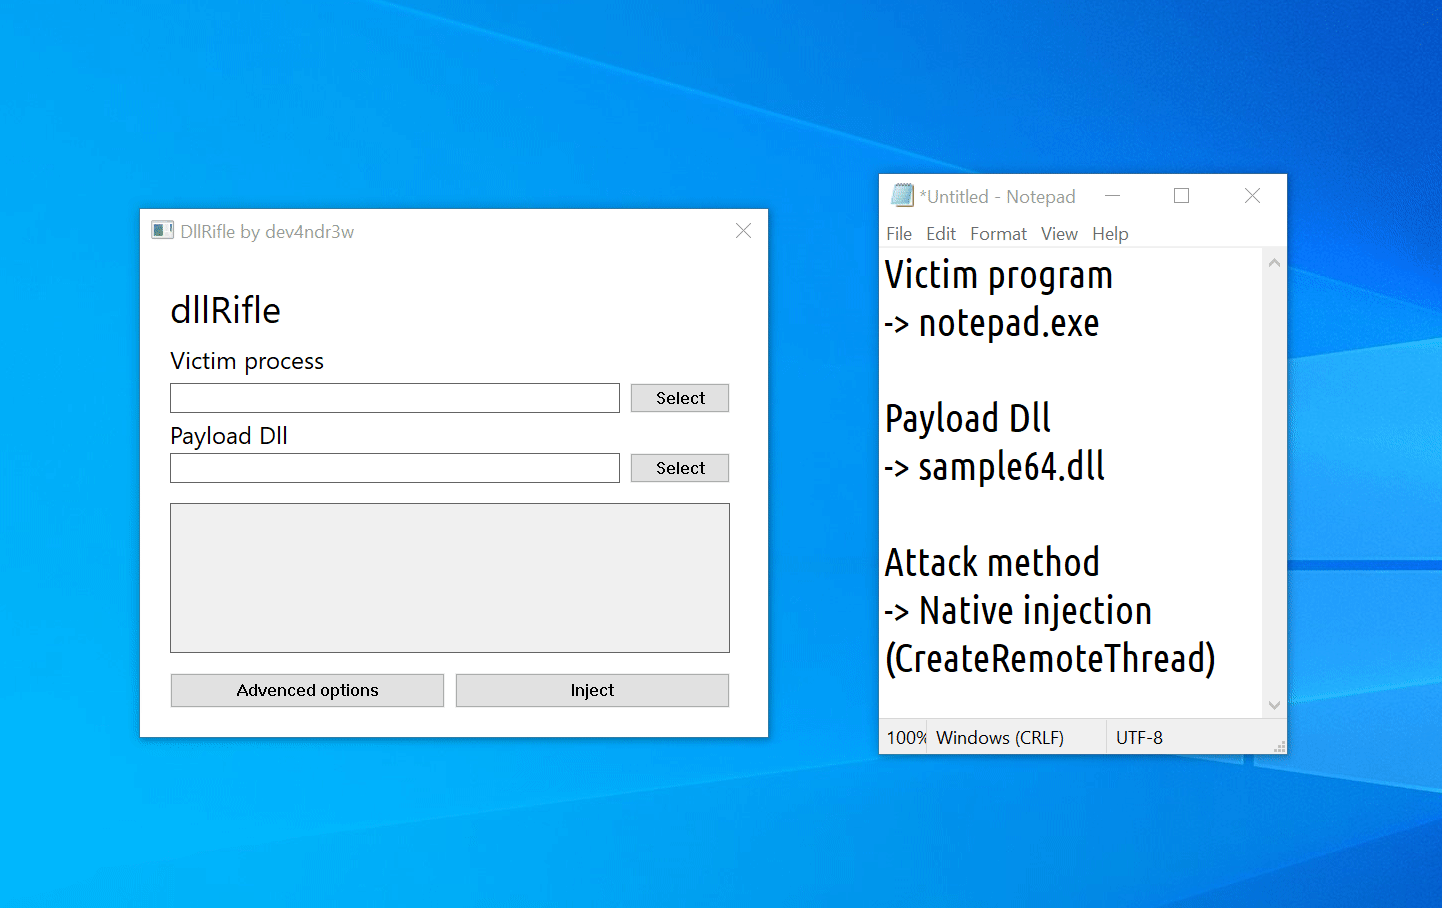 DllRifle by dev4ndr3w
dllRifle
Victim process
Select
Payload Dll
Select
Advenced options
Inject
*Untitled - Notepad
File Edit Format View Help
Victim program
-> notepad.exe
Payload Dll
-> sample64.dll
Attack method
-> Native injection
(CreateRemoteThread)
100% Windows (CRLF) UTF-8